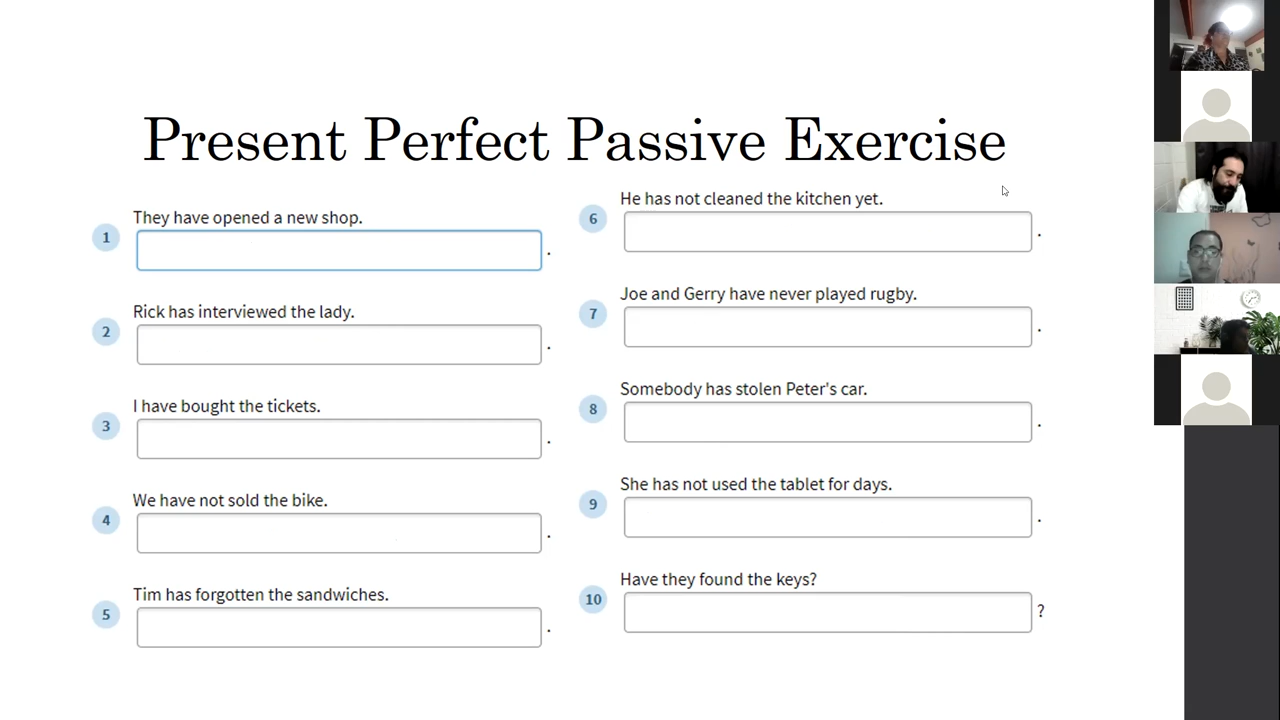 Present Perfect Passive Exercise
1 They have opened a new shop.
.
2 Rick has interviewed the lady.
.
3 I have bought the tickets.
.
4 We have not sold the bike.
.
5 Tim has forgotten the sandwiches.
.
6 He has not cleaned the kitchen yet.
.
7 Joe and Gerry have never played rugby.
.
8 Somebody has stolen Peter's car.
.
9 She has not used the tablet for days.
.
10 Have they found the keys?
?